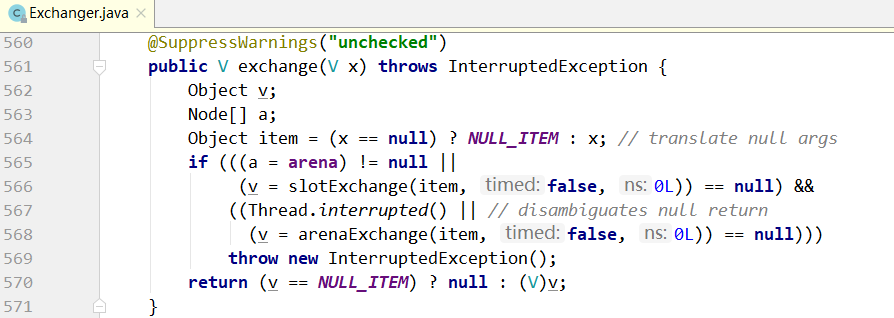 Exchanger.java
560 @SuppressWarnings("unchecked")
561 public V exchange(V x) throws InterruptedException {
562 Object v;
563 Node[] a;
564 Object item = (x == null) ? NULL_ITEM : x; // translate null args
565 if (((a = arena) != null ||
566 (v = slotExchange(item, timed: false, ns: 0L)) == null) &&
567 ((Thread.interrupted() || // disambiguates null return
568 (v = arenaExchange(item, timed: false, ns: 0L)) == null)))
569 throw new InterruptedException();
570 return (v == NULL_ITEM) ? null : (V)v;
571 }